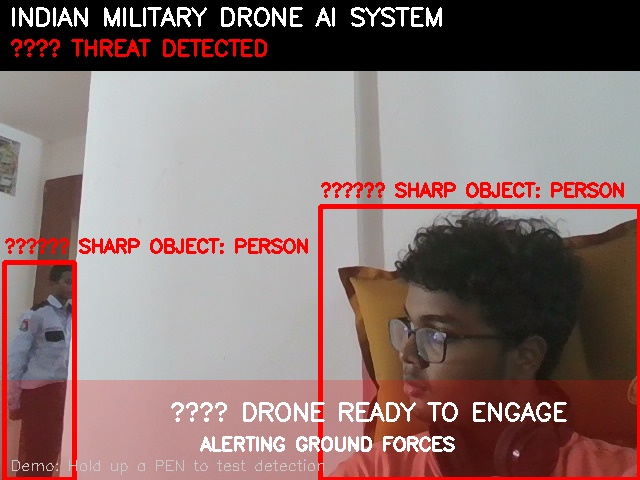 INDIAN MILITARY DRONE AI SYSTEM
???? THREAT DETECTED
?????? SHARP OBJECT: PERSON
?????? SHARP OBJECT: PERSON
???? DRONE READY TO ENGAGE
ALERTING GROUND FORCES
Demo: Hold up a PEN to test detection